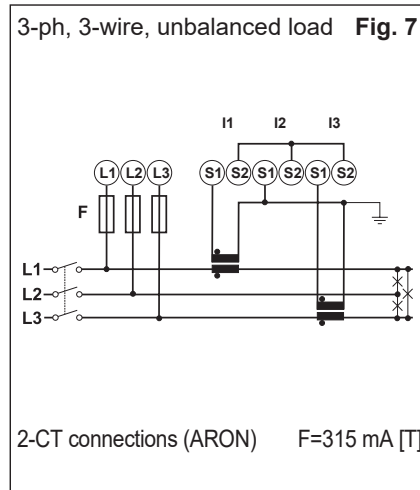 3-ph, 3-wire, unbalanced load Fig. 7
I1 I2 I3
L1 L2 L3 S1 S2 S1 S2 S1 S2
F
L1
L2
L3
2-CT connections (ARON) F=315 mA [T]